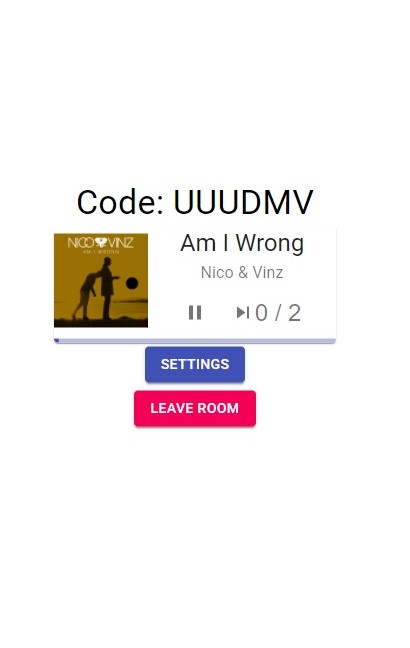 Code: UUUDMV
NICO VINZ
AM I WRONG
Am I Wrong
Nico & Vinz
0 / 2
SETTINGS
LEAVE ROOM